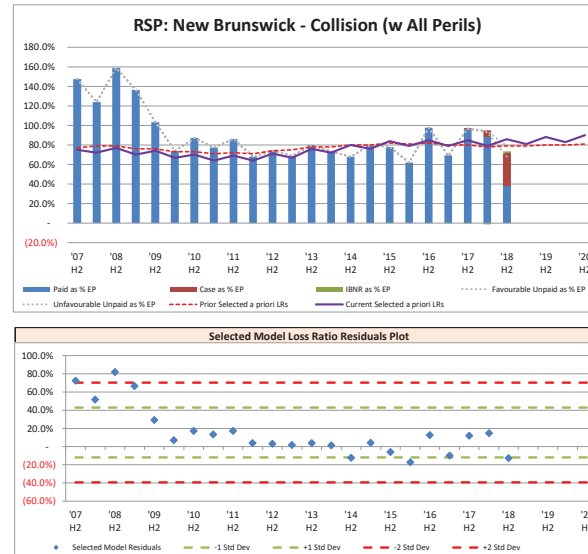 RSP: New Brunswick - Collision (w All Perils)
180.0%
160.0%
140.0%
120.0%
100.0%
80.0%
60.0%
40.0%
20.0%
-
(20.0%)
'07 '08 '09 '10 '11 '12 '13 '14 '15 '16 '17 '18 '19 '20
H2 H2 H2 H2 H2 H2 H2 H2 H2 H2 H2 H2 H2 H2
Paid as % EP Case as % EP IBNR as % EP Favourable Unpaid as % EP
Unfavourable Unpaid as % EP Prior Selected a priori LRs Current Selected a priori LRs
Selected Model Loss Ratio Residuals Plot
100.0%
80.0%
60.0%
40.0%
20.0%
-
(20.0%)
(40.0%)
(60.0%)
'07 '08 '09 '10 '11 '12 '13 '14 '15 '16 '17 '18 '19 '2
H2 H2 H2 H2 H2 H2 H2 H2 H2 H2 H2 H2 H2 H
Selected Model Residuals -1 Std Dev +1 Std Dev -2 Std Dev +2 Std Dev